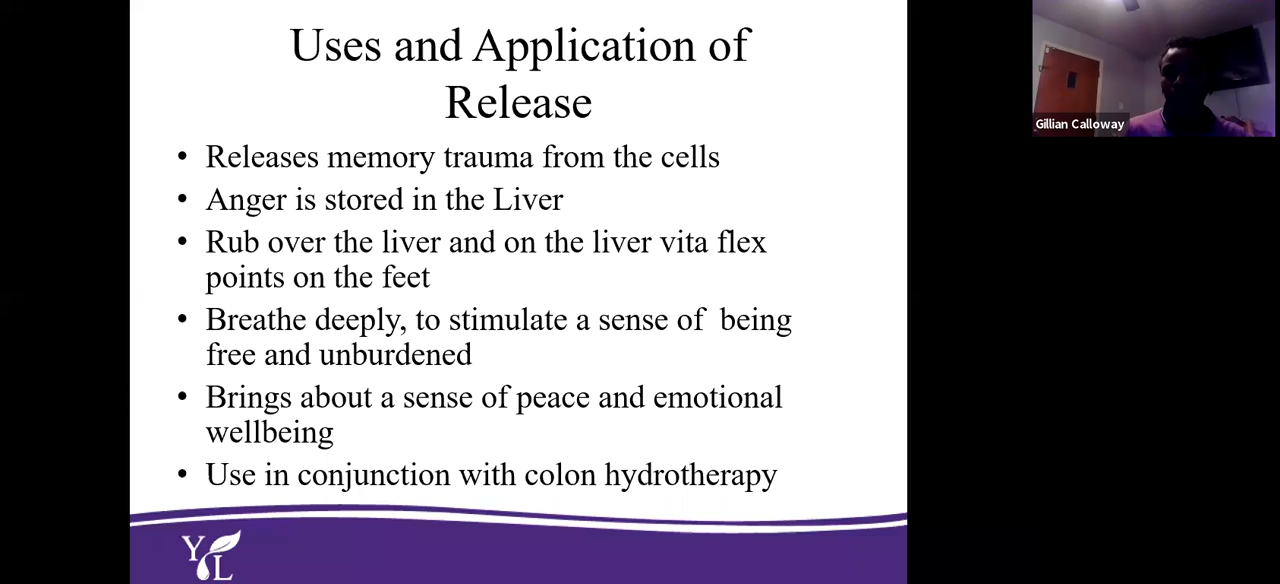 Uses and Application of
Release
• Releases memory trauma from the cells
• Anger is stored in the Liver
• Rub over the liver and on the liver vita flex
points on the feet
• Breathe deeply, to stimulate a sense of  being
free and unburdened
• Brings about a sense of peace and emotional
wellbeing
• Use in conjunction with colon hydrotherapy
YL
Gillian Calloway